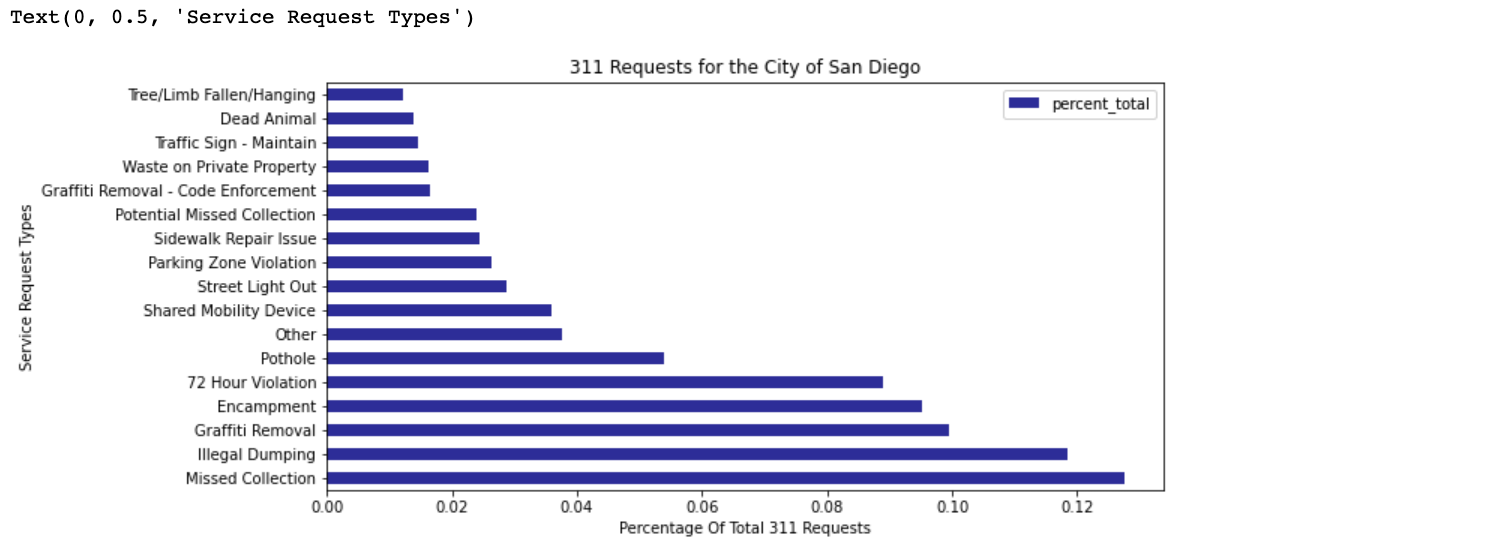 Text(0, 0.5, 'Service Request Types')
311 Requests for the City of San Diego
percent_total
Service Request Types
Tree/Limb Fallen/Hanging
Dead Animal
Traffic Sign - Maintain
Waste on Private Property
Graffiti Removal - Code Enforcement
Potential Missed Collection
Sidewalk Repair Issue
Parking Zone Violation
Street Light Out
Shared Mobility Device
Other
Pothole
72 Hour Violation
Encampment
Graffiti Removal
Illegal Dumping
Missed Collection
0.00 0.02 0.04 0.06 0.08 0.10 0.12
Percentage Of Total 311 Requests